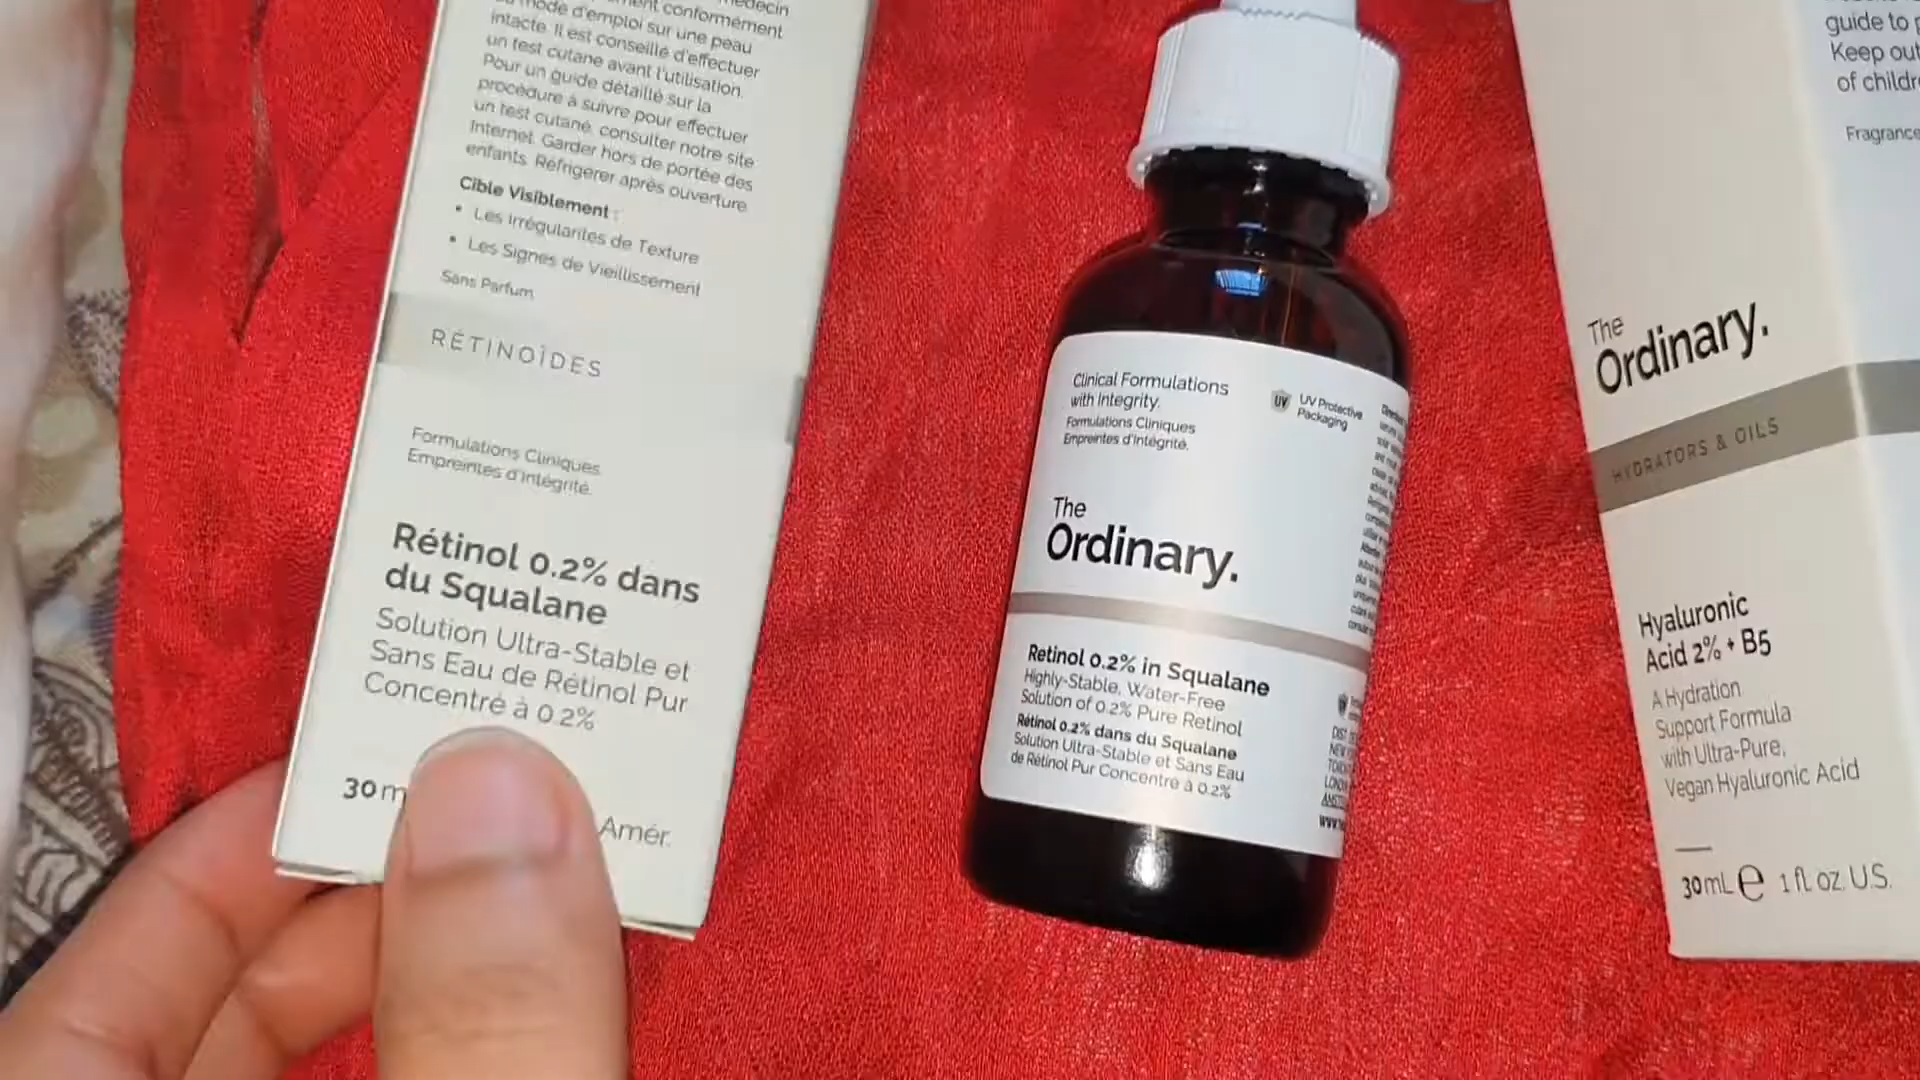 médecin
conformément
mode d'emploi sur une peau
intacte. Il est conseillé d'effectuer
un test cutané avant l'utilisation.
Pour un guide détaillé sur la
procédure à suivre pour effectuer
un test cutané, consulter notre site
Internet. Garder hors de portée des
enfants. Réfrigérer après ouverture.
Cible Visiblement :
• Les Irrégularités de Texture
• Les Signes de Vieillissement
Sans Parfum
RÉTINOÏDES
Formulations Cliniques
Empreintes d'Intégrité.
Rétinol 0.2% dans
du Squalane
Solution Ultra-Stable et
Sans Eau de Rétinol Pur
Concentré à 0.2%
30 m
Amér.
Clinical Formulations
with Integrity.
Formulations Cliniques
Empreintes d'Intégrité.
UV
UV Protective
Packaging
The
Ordinary.
Retinol 0.2% in Squalane
Highly-Stable, Water-Free
Solution of 0.2% Pure Retinol
Rétinol 0.2% dans du Squalane
Solution Ultra-Stable et Sans Eau
de Rétinol Pur Concentré à 0.2%
guide to
Keep out
of childr
Fragrance
The
Ordinary.
HYDRATORS & OILS
Hyaluronic
Acid 2% + B5
A Hydration
Support Formula
with Ultra-Pure,
Vegan Hyaluronic Acid
30 mL e 1 fl. oz. U.S.